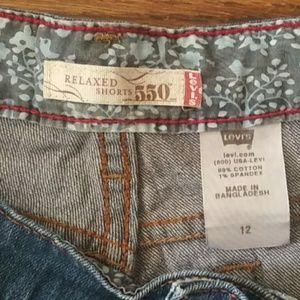 RELAXED
SHORTS 550
Levi's
LEVI'S
levi.com
(800) USA-LEVI
99% COTTON
1% SPANDEX
MADE IN
BANGLADESH
12